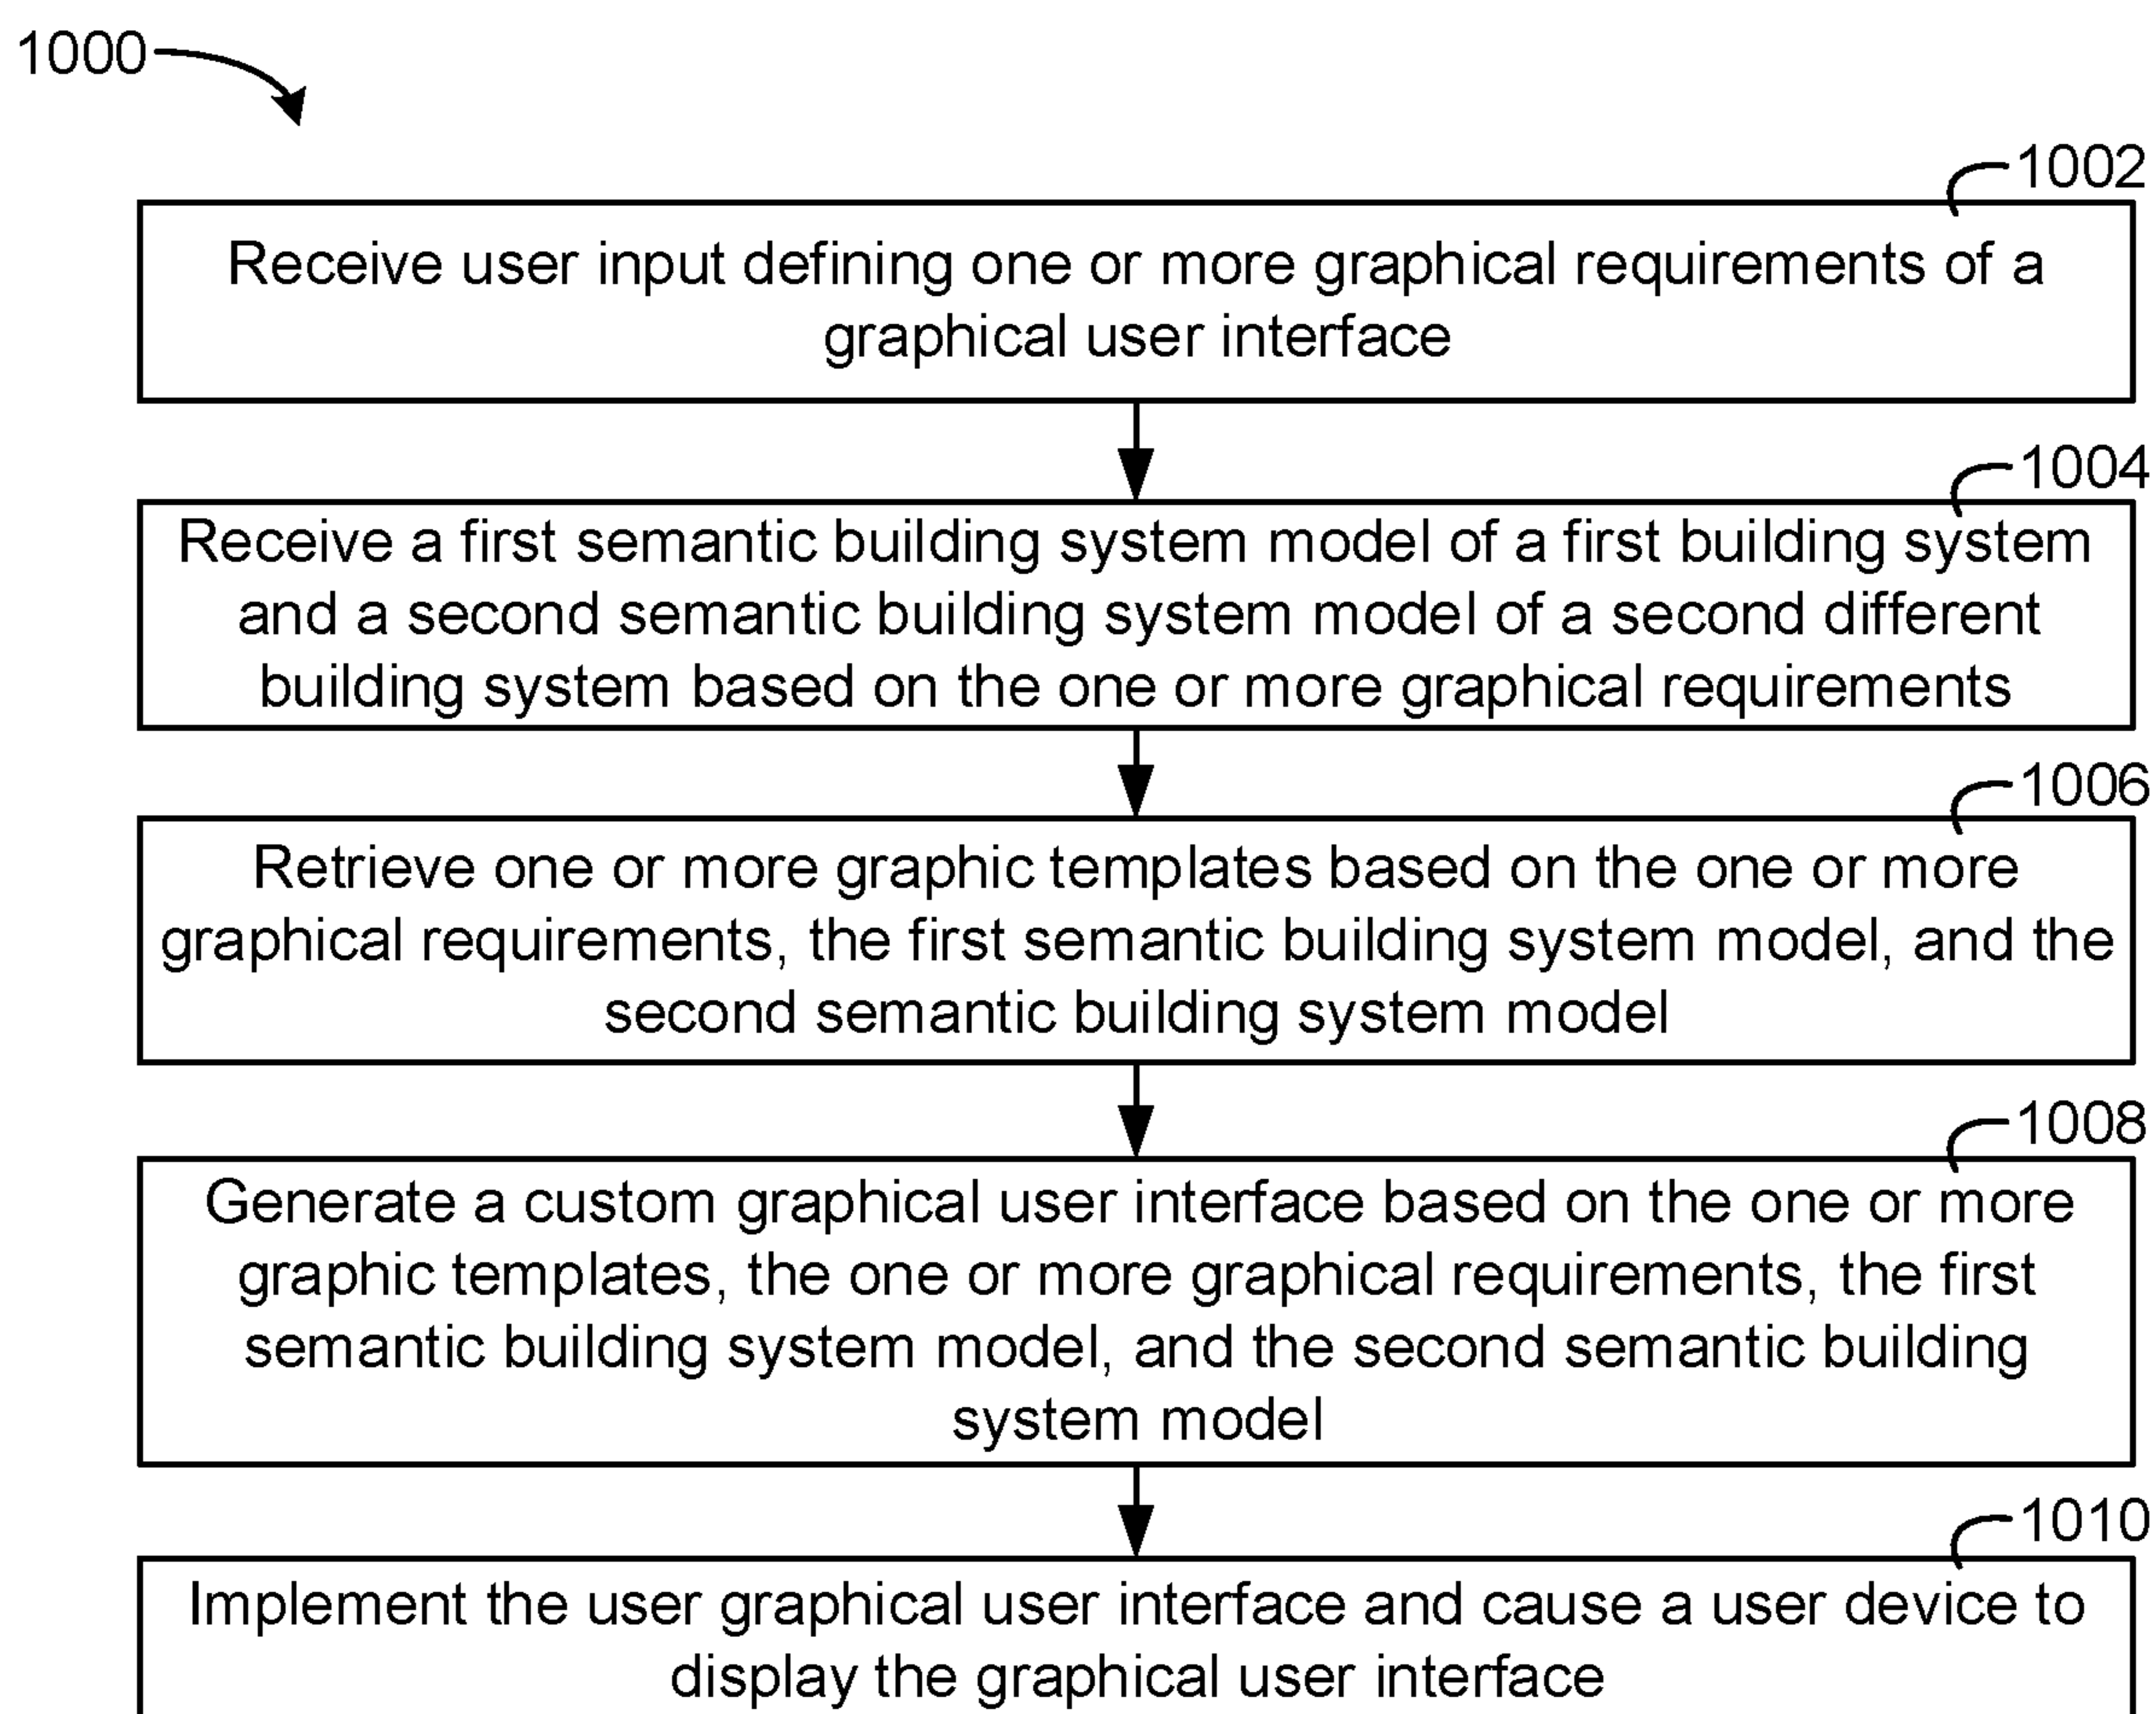 1000
1002
Receive user input defining one or more graphical requirements of a
graphical user interface
1004
Receive a first semantic building system model of a first building system
and a second semantic building system model of a second different
building system based on the one or more graphical requirements
1006
Retrieve one or more graphic templates based on the one or more
graphical requirements, the first semantic building system model, and the
second semantic building system model
1008
Generate a custom graphical user interface based on the one or more
graphic templates, the one or more graphical requirements, the first
semantic building system model, and the second semantic building
system model
1010
Implement the user graphical user interface and cause a user device to
display the graphical user interface